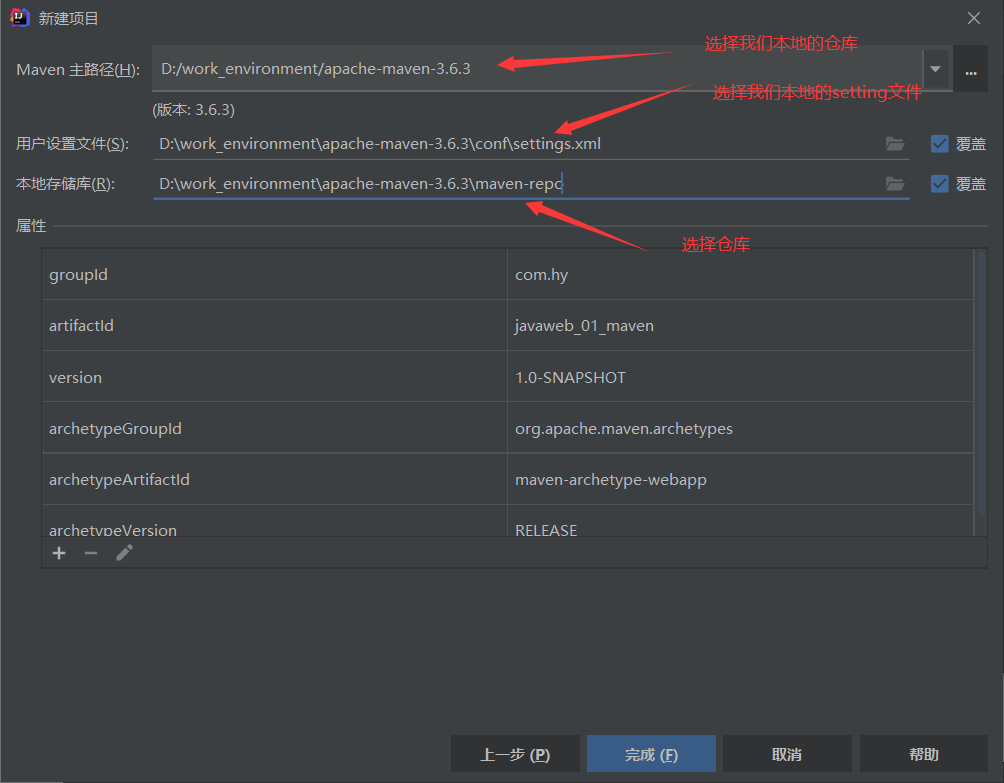 新建项目
选择我们本地的仓库
Maven 主路径(H): D:/work_environment/apache-maven-3.6.3 ...
选择我们本地的setting文件
(版本: 3.6.3)
用户设置文件(S): D:\work_environment\apache-maven-3.6.3\conf\settings.xml 覆盖
本地存储库(R): D:\work_environment\apache-maven-3.6.3\maven-repo 覆盖
属性
选择仓库
groupId com.hy
artifactId javaweb_01_maven
version 1.0-SNAPSHOT
archetypeGroupId org.apache.maven.archetypes
archetypeArtifactId maven-archetype-webapp
archetypeVersion RELEASE
上一步 (P) 完成 (F) 取消 帮助